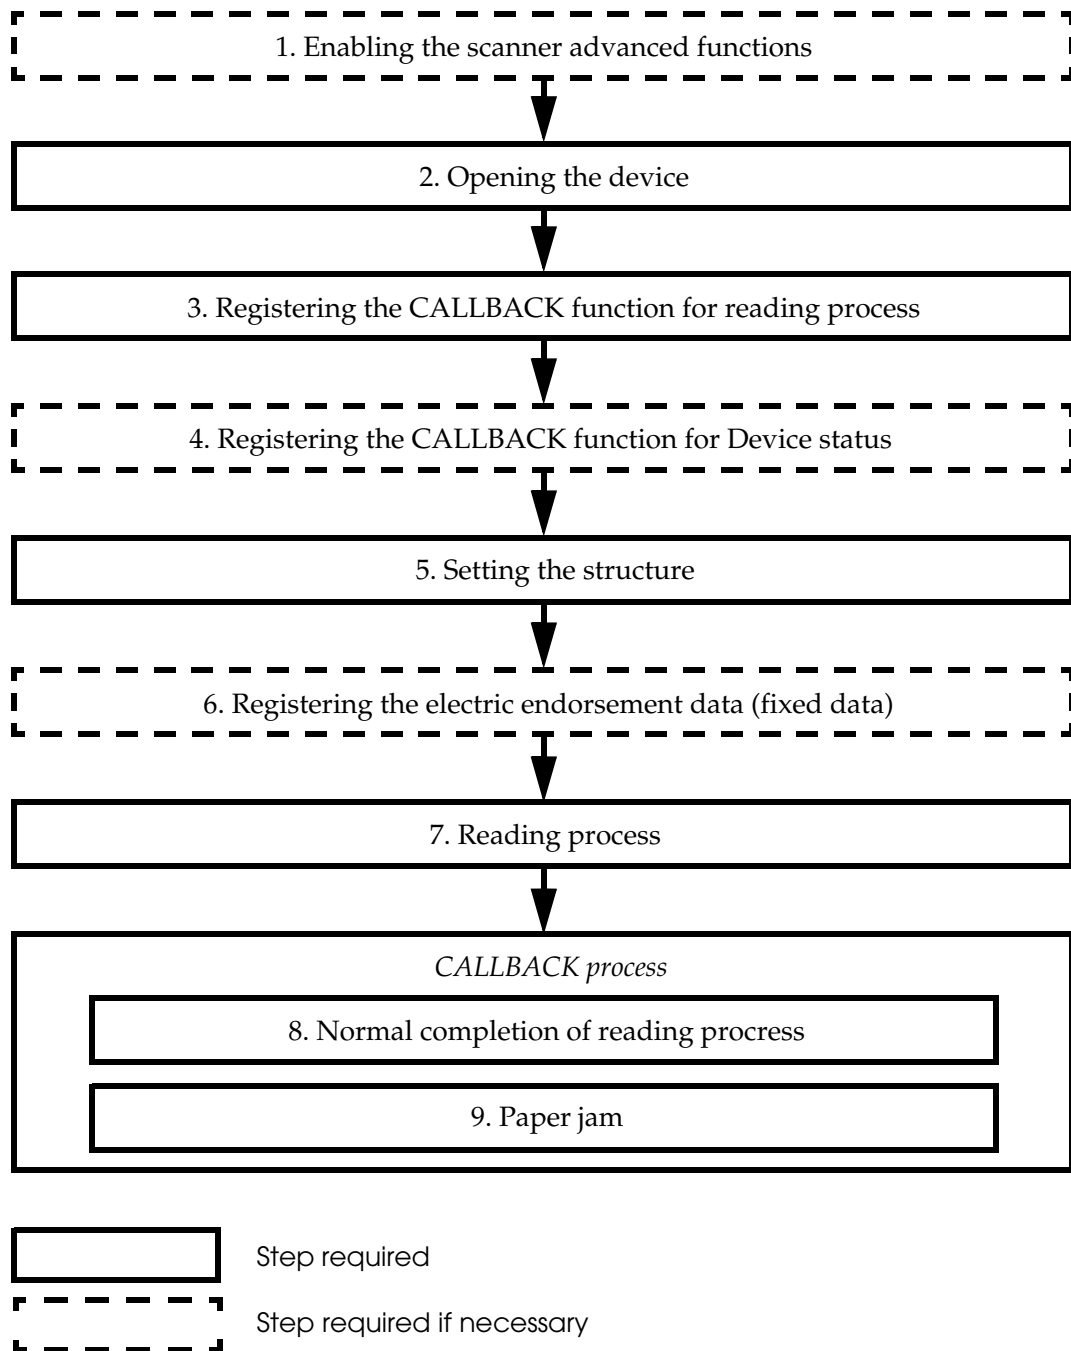 1. Enabling the scanner advanced functions
2. Opening the device
3. Registering the CALLBACK function for reading process
4. Registering the CALLBACK function for Device status
5. Setting the structure
6. Registering the electric endorsement data (fixed data)
7. Reading process
CALLBACK process
8. Normal completion of reading procress
9. Paper jam
Step required
Step required if necessary